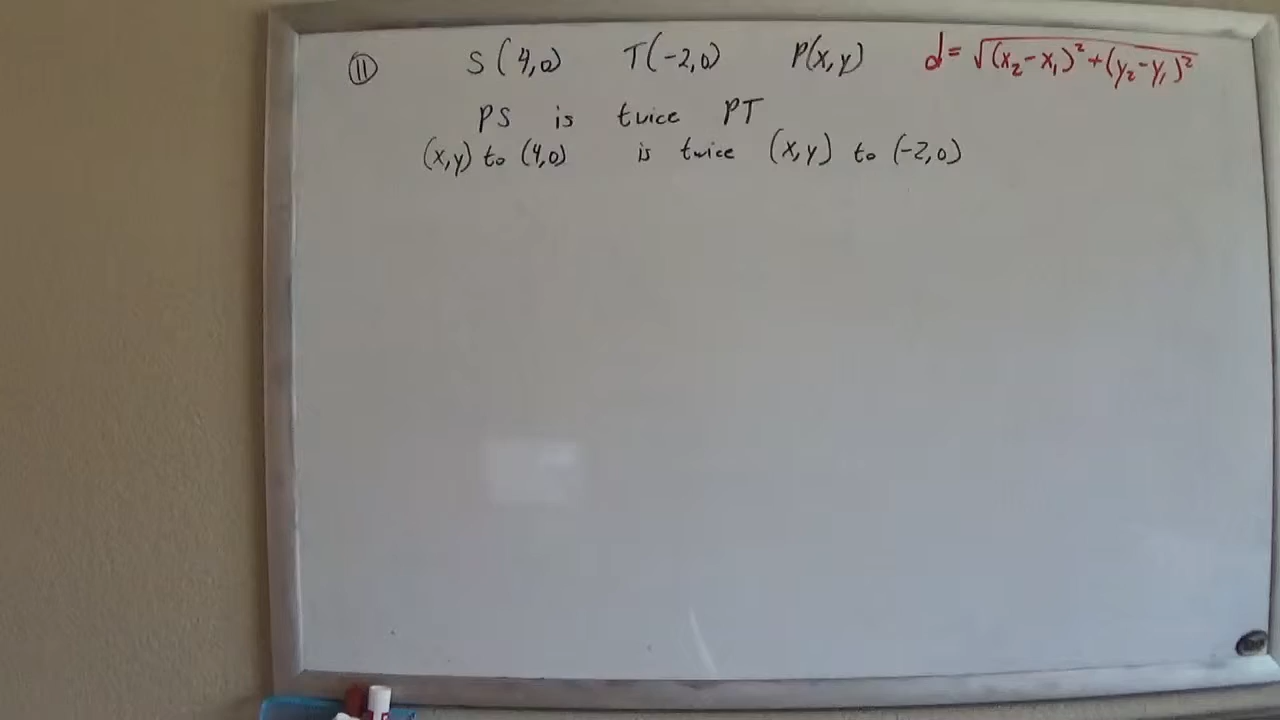 ⑪ S(4,0) T(-2,0) P(x,y) d=√(x₂-x₁)²+(y₂-y₁)²
PS is twice PT
(x,y) to (4,0) is twice (x,y) to (-2,0)